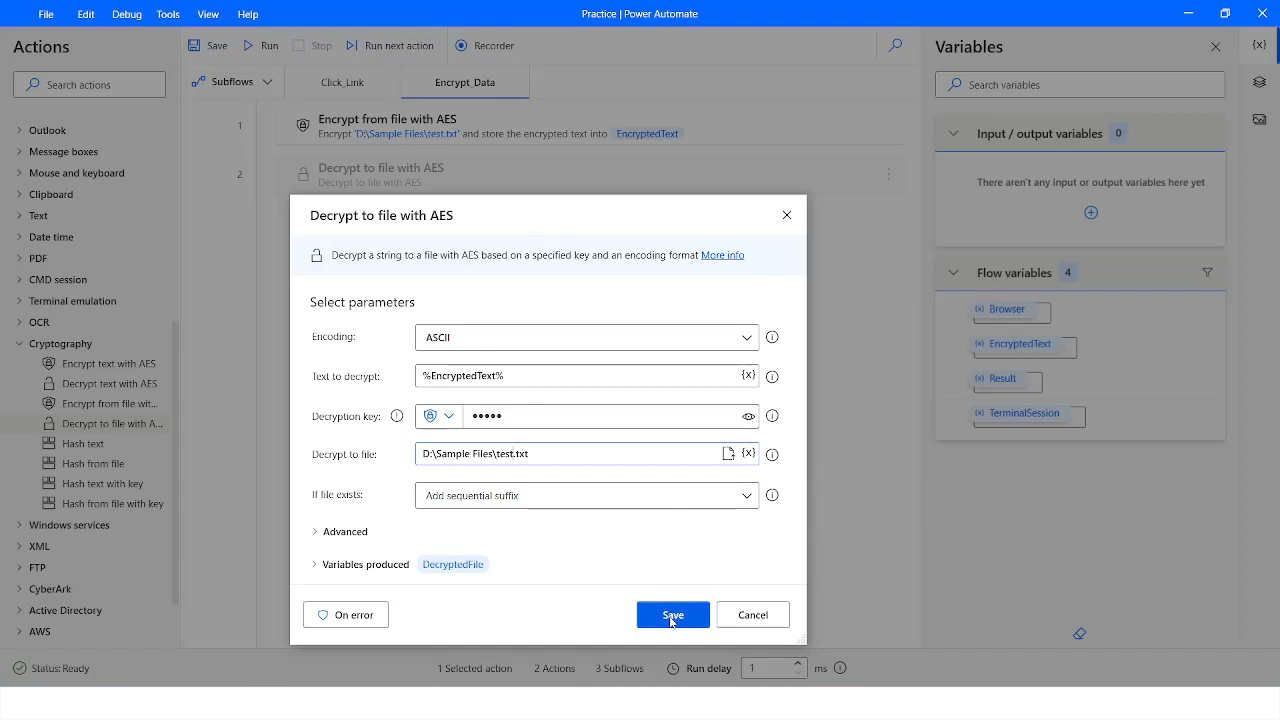 File Edit Debug Tools View Help Practice | Power Automate
Actions
Search actions
Outlook
Message boxes
Mouse and keyboard
Clipboard
Text
Date time
PDF
CMD session
Terminal emulation
OCR
Cryptography
Encrypt text with AES
Decrypt text with AES
Encrypt from file wit...
Decrypt to file with A...
Hash text
Hash from file
Hash text with key
Hash from file with key
Windows services
XML
FTP
CyberArk
Active Directory
AWS
Save Run Stop Run next action Recorder
Subflows Click_Link Encrypt_Data
1 Encrypt from file with AES
Encrypt 'D:\Sample Files\test.txt' and store the encrypted text into EncryptedText
2 Decrypt to file with AES
Decrypt to file with AES
Decrypt to file with AES
Decrypt a string to a file with AES based on a specified key and an encoding format More info
Select parameters
Encoding: ASCII
Text to decrypt: %EncryptedText% {x}
Decryption key: •••••
Decrypt to file: D:\Sample Files\test.txt {x}
If file exists: Add sequential suffix
Advanced
Variables produced DecryptedFile
On error Save Cancel
Variables {x}
Search variables
Input / output variables 0
There aren't any input or output variables here yet
Flow variables 4
(x) Browser
(x) EncryptedText
(x) Result
(x) TerminalSession
Status: Ready 1 Selected action 2 Actions 3 Subflows Run delay 1 ms